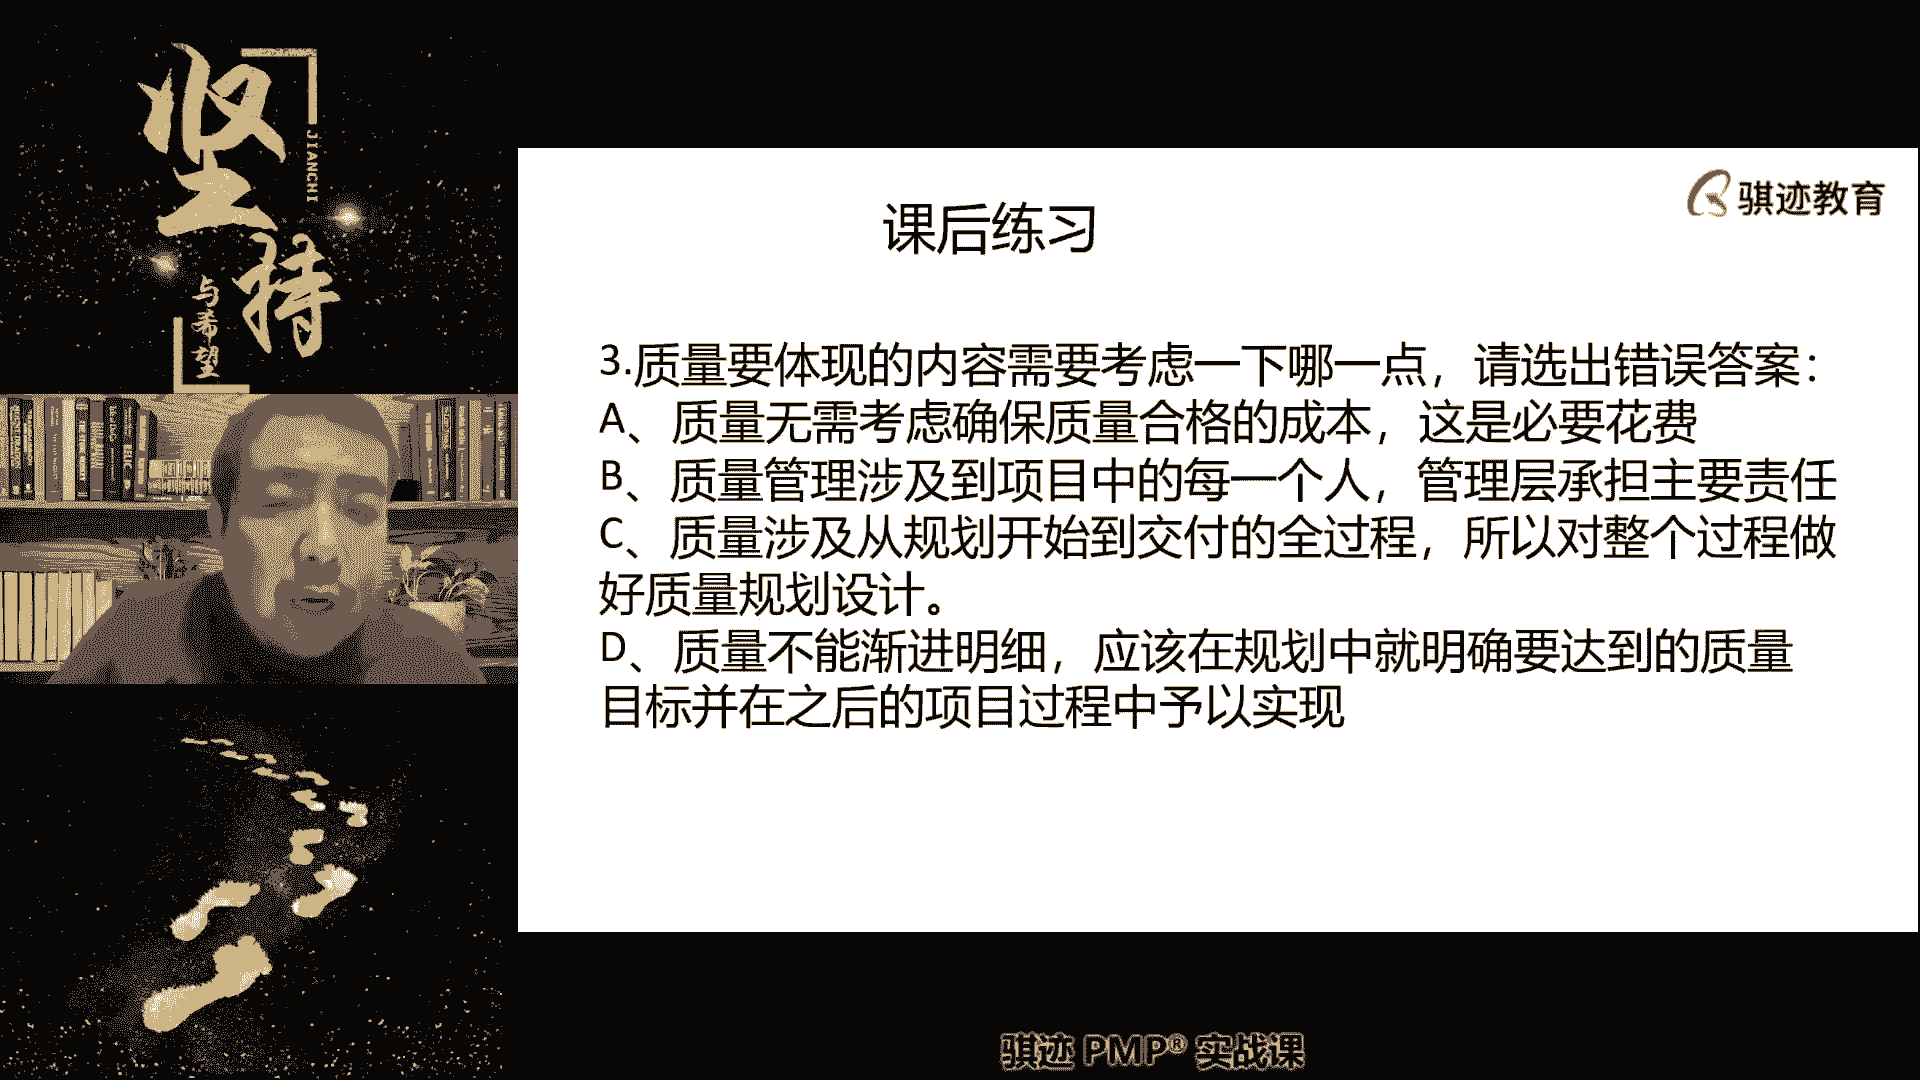 坚持
JIANCHI
与希望
骐迹教育
课后练习
3.质量要体现的内容需要考虑一下哪一点，请选出错误答案：
A、质量无需考虑确保质量合格的成本，这是必要花费
B、质量管理涉及到项目中的每一个人，管理层承担主要责任
C、质量涉及从规划开始到交付的全过程，所以对整个过程做
好质量规划设计。
D、质量不能渐进明细，应该在规划中就明确要达到的质量
目标并在之后的项目过程中予以实现
骐迹 PMP® 实战课